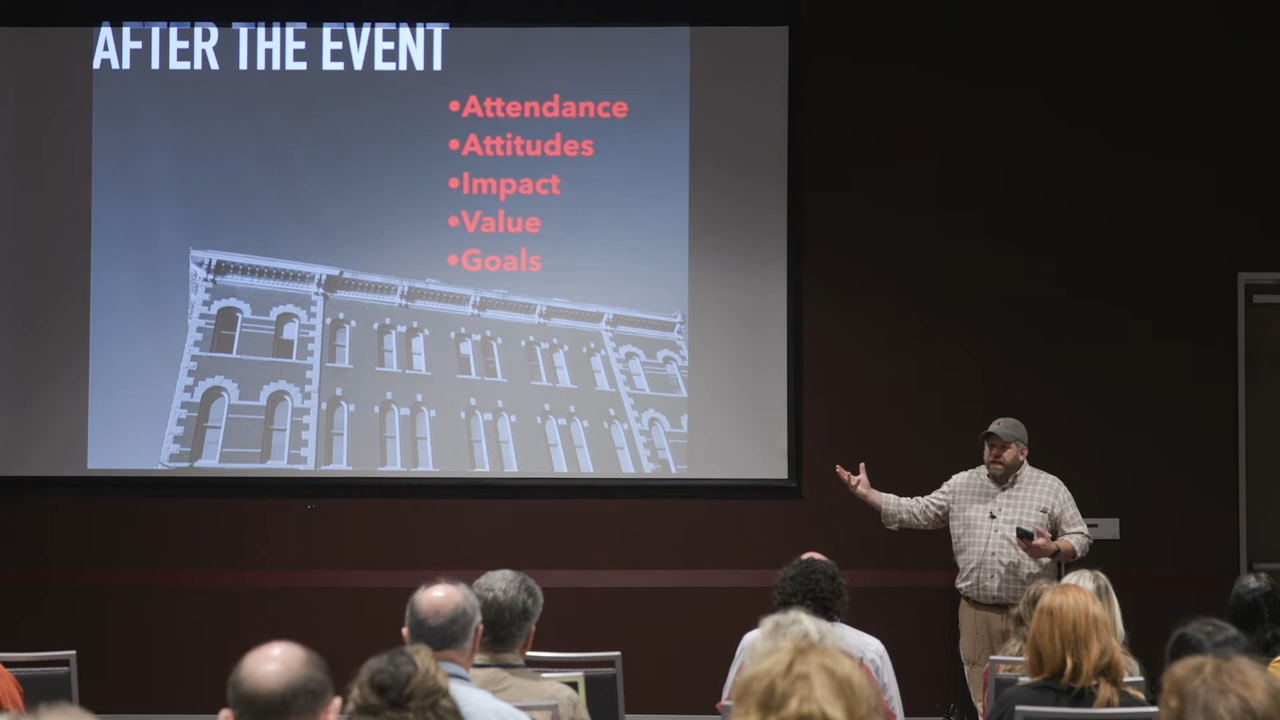 AFTER THE EVENT
•Attendance
•Attitudes
•Impact
•Value
•Goals